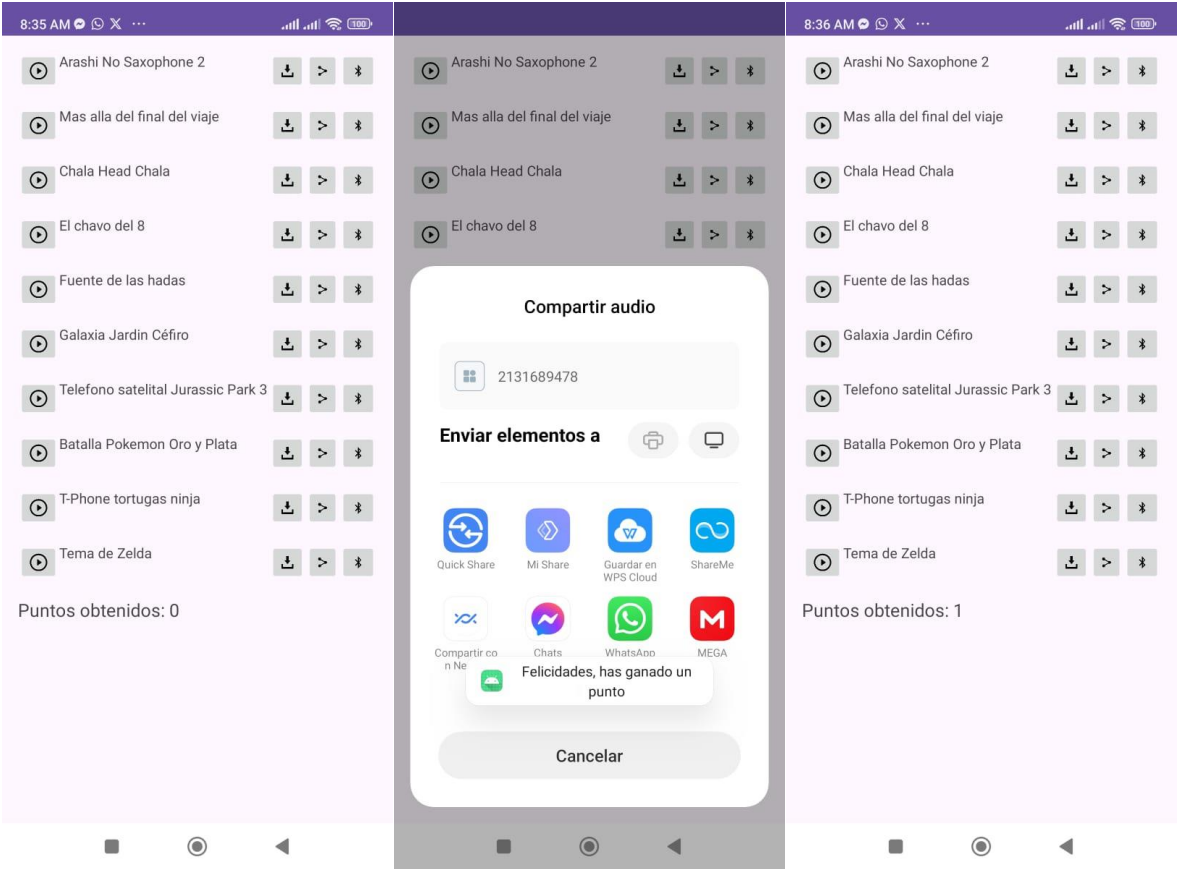 8:35 AM
100
Arashi No Saxophone 2
Mas alla del final del viaje
Chala Head Chala
El chavo del 8
Fuente de las hadas
Galaxia Jardin Céfiro
Telefono satelital Jurassic Park 3
Batalla Pokemon Oro y Plata
T-Phone tortugas ninja
Tema de Zelda
Puntos obtenidos: 0
Arashi No Saxophone 2
Mas alla del final del viaje
Chala Head Chala
El chavo del 8
Compartir audio
2131689478
Enviar elementos a
Quick Share
Mi Share
Guardar en
WPS Cloud
ShareMe
Compartir co
n Ne
Chats
WhatsApp
MEGA
Felicidades, has ganado un
punto
Cancelar
8:36 AM
100
Arashi No Saxophone 2
Mas alla del final del viaje
Chala Head Chala
El chavo del 8
Fuente de las hadas
Galaxia Jardin Céfiro
Telefono satelital Jurassic Park 3
Batalla Pokemon Oro y Plata
T-Phone tortugas ninja
Tema de Zelda
Puntos obtenidos: 1